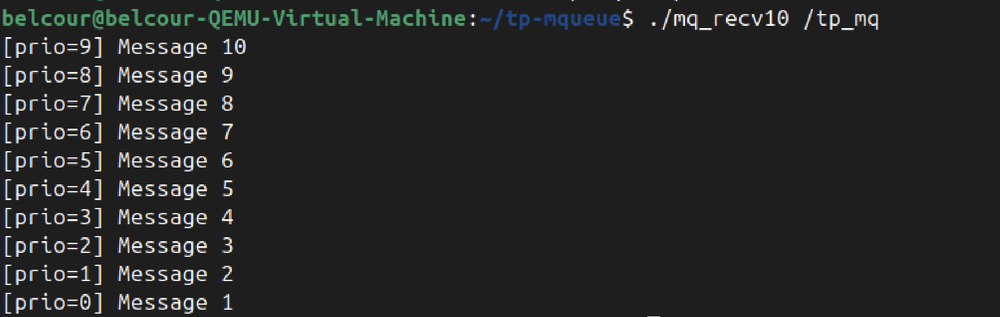 belcour@belcour-QEMU-Virtual-Machine:~/tp-mqueue$ ./mq_recv10 /tp_mq
[prio=9] Message 10
[prio=8] Message 9
[prio=7] Message 8
[prio=6] Message 7
[prio=5] Message 6
[prio=4] Message 5
[prio=3] Message 4
[prio=2] Message 3
[prio=1] Message 2
[prio=0] Message 1